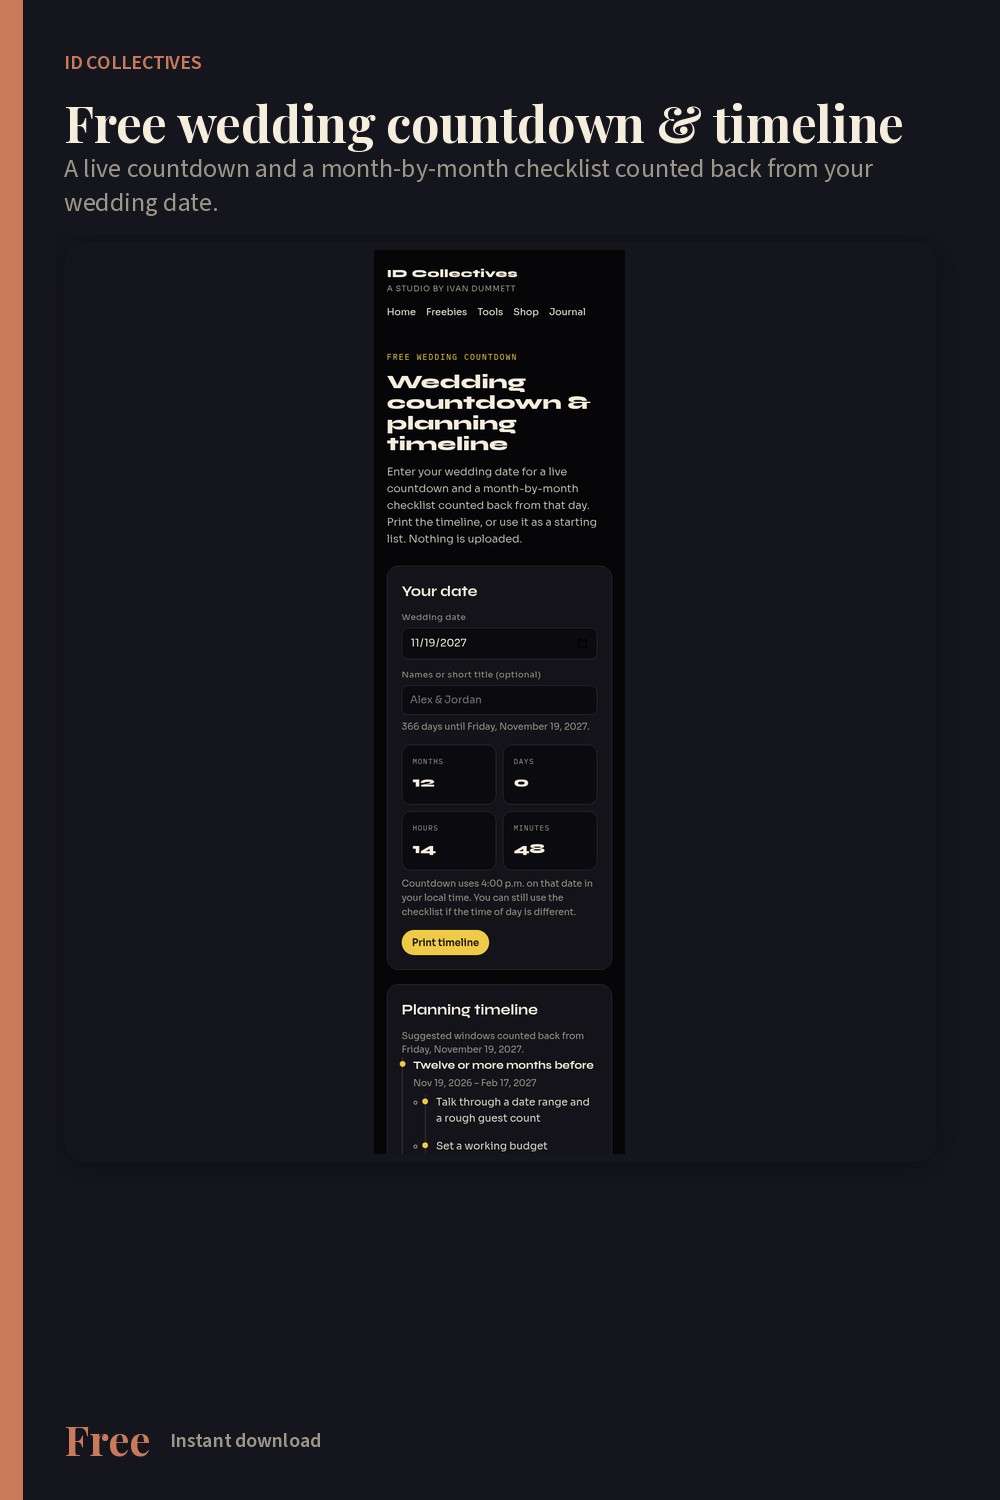 ID COLLECTIVES
Free wedding countdown & timeline
A live countdown and a month-by-month checklist counted back from your
wedding date.
ID Collectives
A STUDIO BY IVAN DUMMETT
Home Freebies Tools Shop Journal
FREE WEDDING COUNTDOWN
Wedding
countdown &
planning
timeline
Enter your wedding date for a live
countdown and a month-by-month
checklist counted back from that day.
Print the timeline, or use it as a starting
list. Nothing is uploaded.
Your date
Wedding date
11/19/2027
Names or short title (optional)
Alex & Jordan
366 days until Friday, November 19, 2027.
MONTHS
12
DAYS
0
HOURS
14
MINUTES
48
Countdown uses 4:00 p.m. on that date in
your local time. You can still use the
checklist if the time of day is different.
Print timeline
Planning timeline
Suggested windows counted back from
Friday, November 19, 2027.
Twelve or more months before
Nov 19, 2026 – Feb 17, 2027
Talk through a date range and
a rough guest count
Set a working budget
Free Instant download